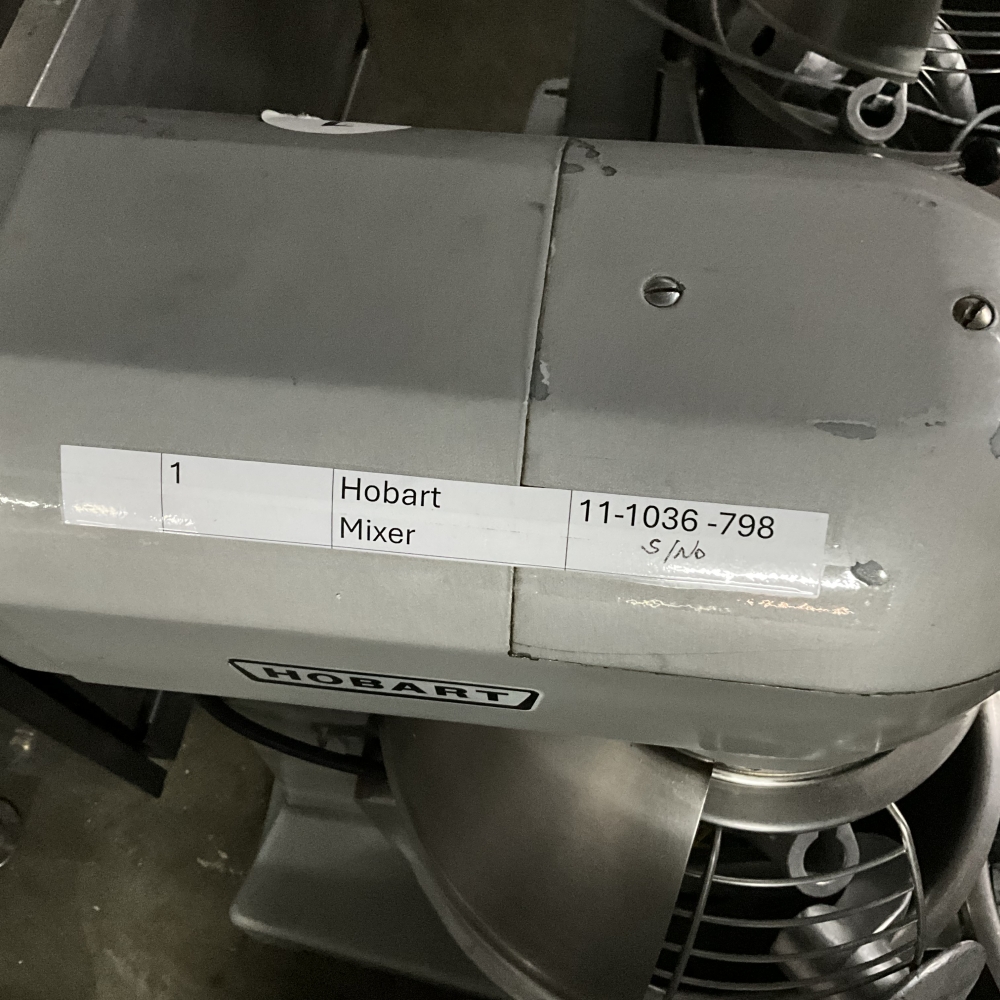 1
Hobart
Mixer
11-1036 -798
S/No
HOBART